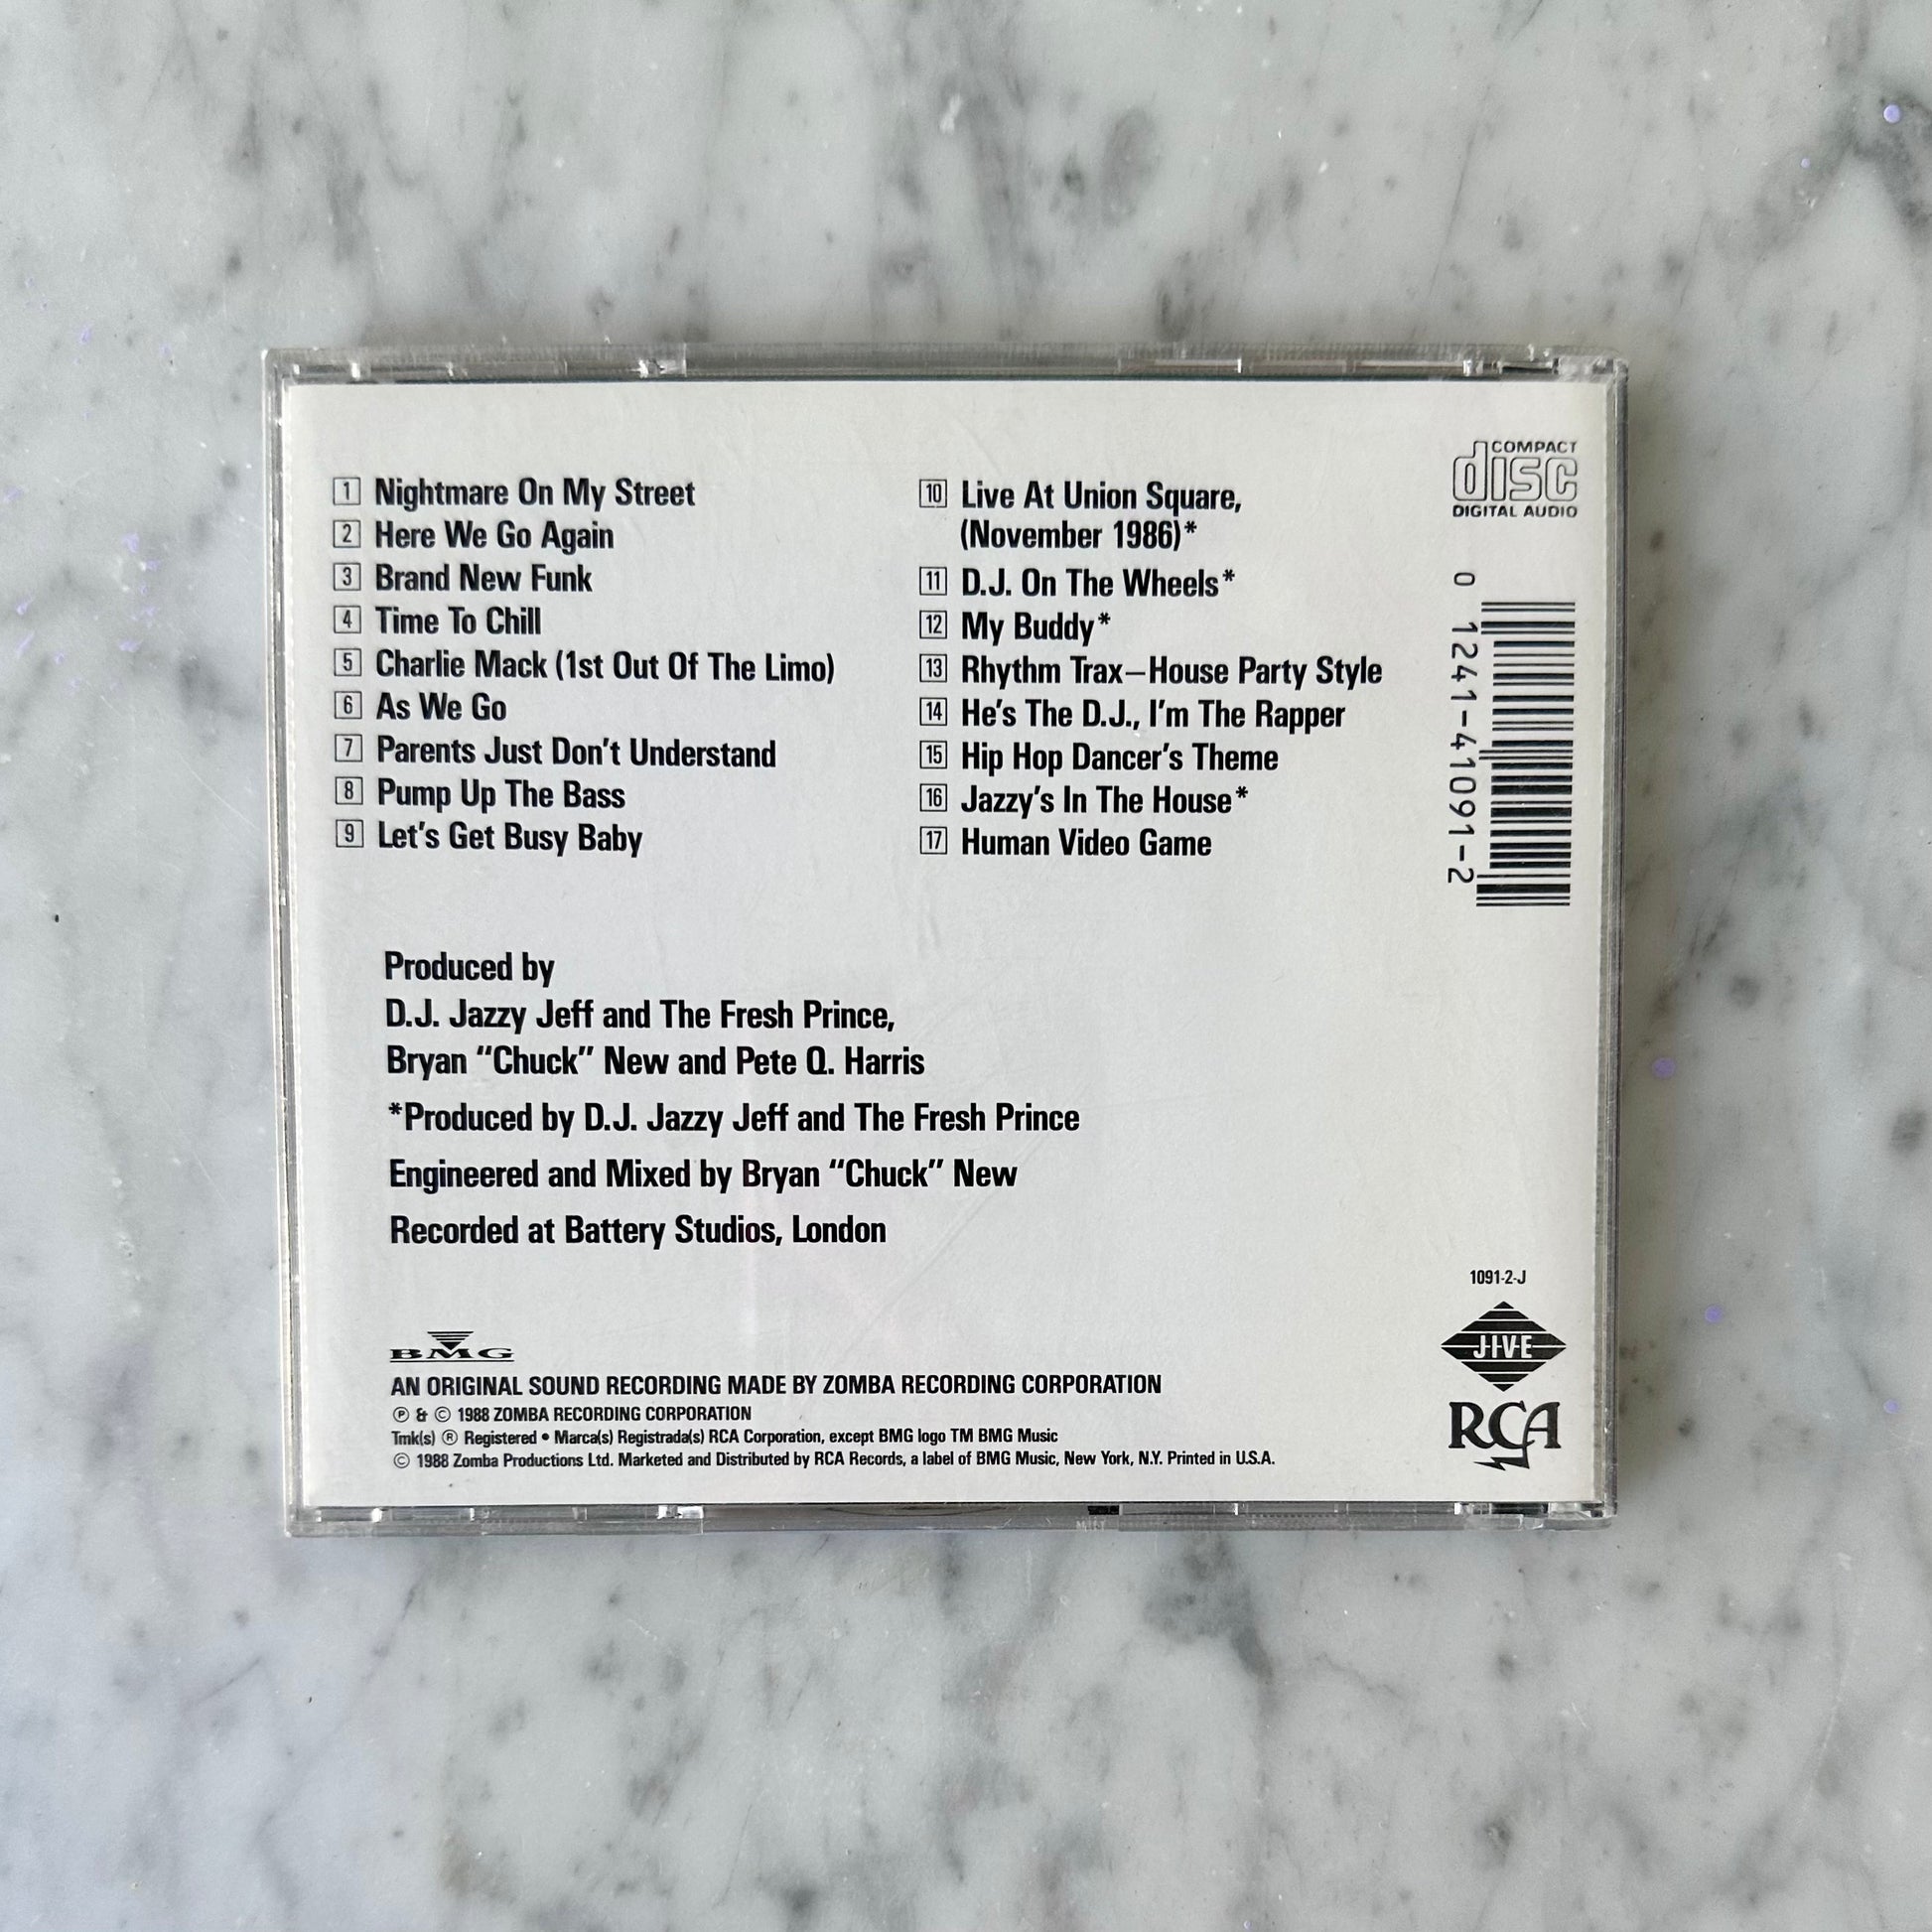 1 Nightmare On My Street
2 Here We Go Again
3 Brand New Funk
4 Time To Chill
5 Charlie Mack (1st Out Of The Limo)
6 As We Go
7 Parents Just Don't Understand
8 Pump Up The Bass
9 Let's Get Busy Baby
10 Live At Union Square,
(November 1986)*
11 D.J. On The Wheels*
12 My Buddy*
13 Rhythm Trax–House Party Style
14 He's The D.J., I'm The Rapper
15 Hip Hop Dancer's Theme
16 Jazzy's In The House*
17 Human Video Game
COMPACT
disc
DIGITAL AUDIO
0 1241-41091-2
Produced by
D.J. Jazzy Jeff and The Fresh Prince,
Bryan “Chuck” New and Pete Q. Harris
*Produced by D.J. Jazzy Jeff and The Fresh Prince
Engineered and Mixed by Bryan “Chuck” New
Recorded at Battery Studios, London
1091-2-J
JIVE
RCA
BMG
AN ORIGINAL SOUND RECORDING MADE BY ZOMBA RECORDING CORPORATION
℗ & © 1988 ZOMBA RECORDING CORPORATION
Tmk(s) ® Registered • Marca(s) Registrada(s) RCA Corporation, except BMG logo TM BMG Music
© 1988 Zomba Productions Ltd. Marketed and Distributed by RCA Records, a label of BMG Music, New York, N.Y. Printed in U.S.A.